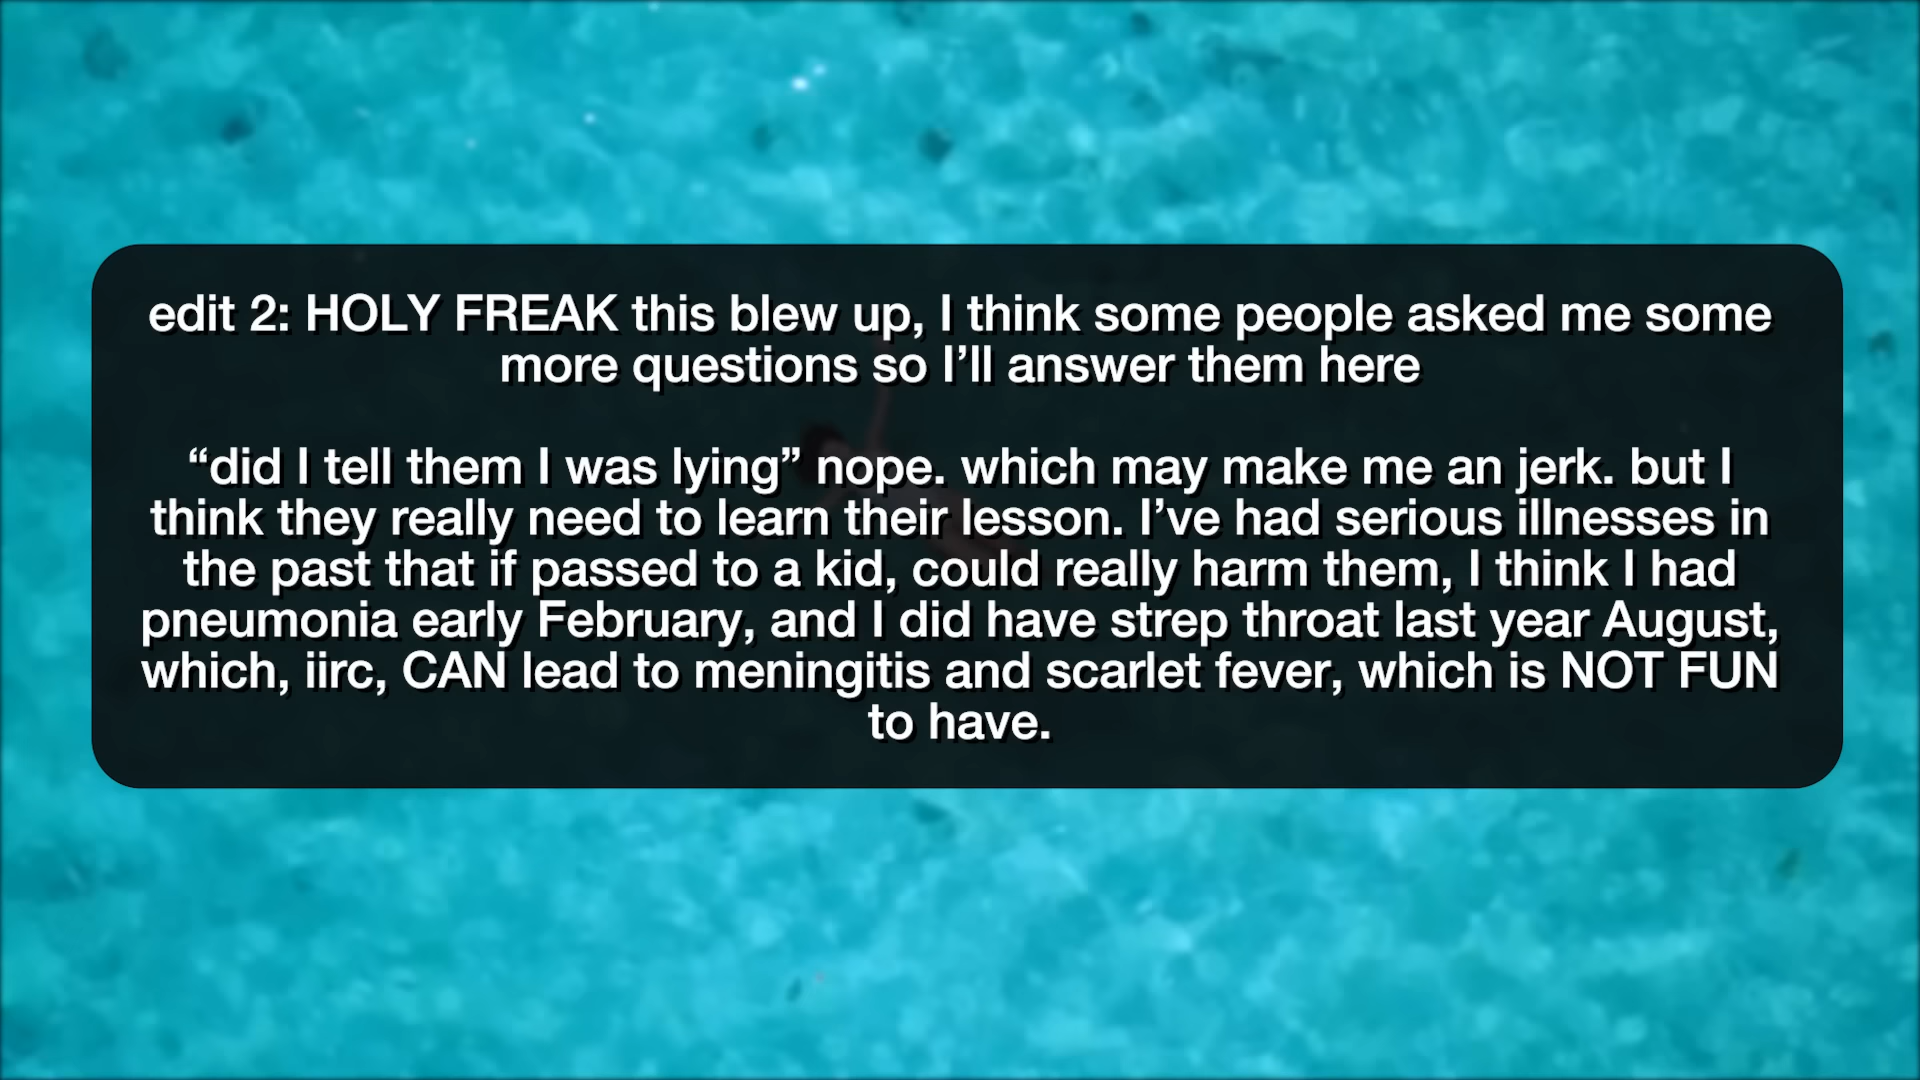 edit 2: HOLY FREAK this blew up, I think some people asked me some
more questions so I’ll answer them here
“did I tell them I was lying” nope. which may make me an jerk. but I
think they really need to learn their lesson. I’ve had serious illnesses in
the past that if passed to a kid, could really harm them, I think I had
pneumonia early February, and I did have strep throat last year August,
which, iirc, CAN lead to meningitis and scarlet fever, which is NOT FUN
to have.